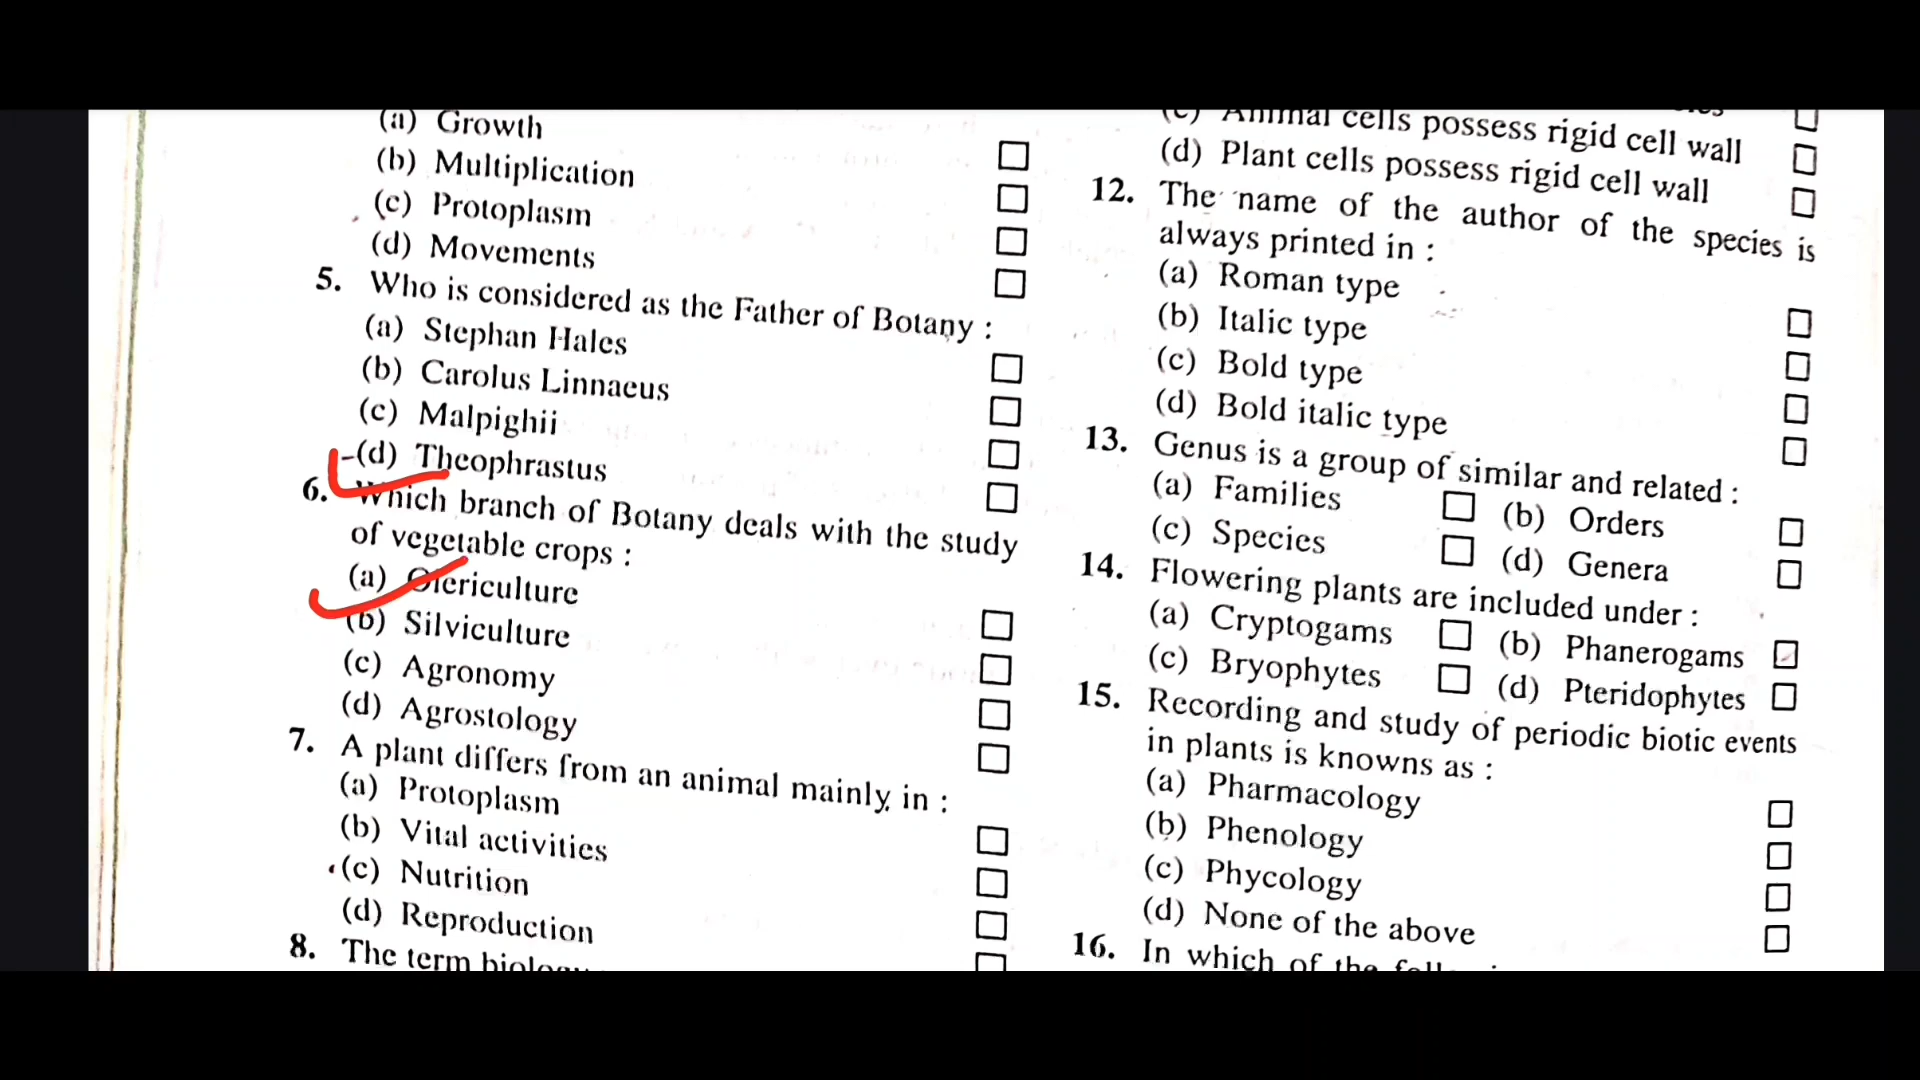 (a) Growth
(b) Multiplication
(c) Protoplasm
(d) Movements
5. Who is considered as the Father of Botany :
(a) Stephan Hales
(b) Carolus Linnaeus
(c) Malpighii
(d) Theophrastus
6. Which branch of Botany deals with the study
of vegetable crops :
(a) Olericulture
(b) Silviculture
(c) Agronomy
(d) Agrostology
7. A plant differs from an animal mainly in :
(a) Protoplasm
(b) Vital activities
(c) Nutrition
(d) Reproduction
8. The term
(c) Animal cells possess rigid cell wall
(d) Plant cells possess rigid cell wall
12. The name of the author of the species is
always printed in :
(a) Roman type
(b) Italic type
(c) Bold type
(d) Bold italic type
13. Genus is a group of similar and related :
(a) Families (b) Orders
(c) Species (d) Genera
14. Flowering plants are included under :
(a) Cryptogams (b) Phanerogams
(c) Bryophytes (d) Pteridophytes
15. Recording and study of periodic biotic events
in plants is knowns as :
(a) Pharmacology
(b) Phenology
(c) Phycology
(d) None of the above
16. In which of the